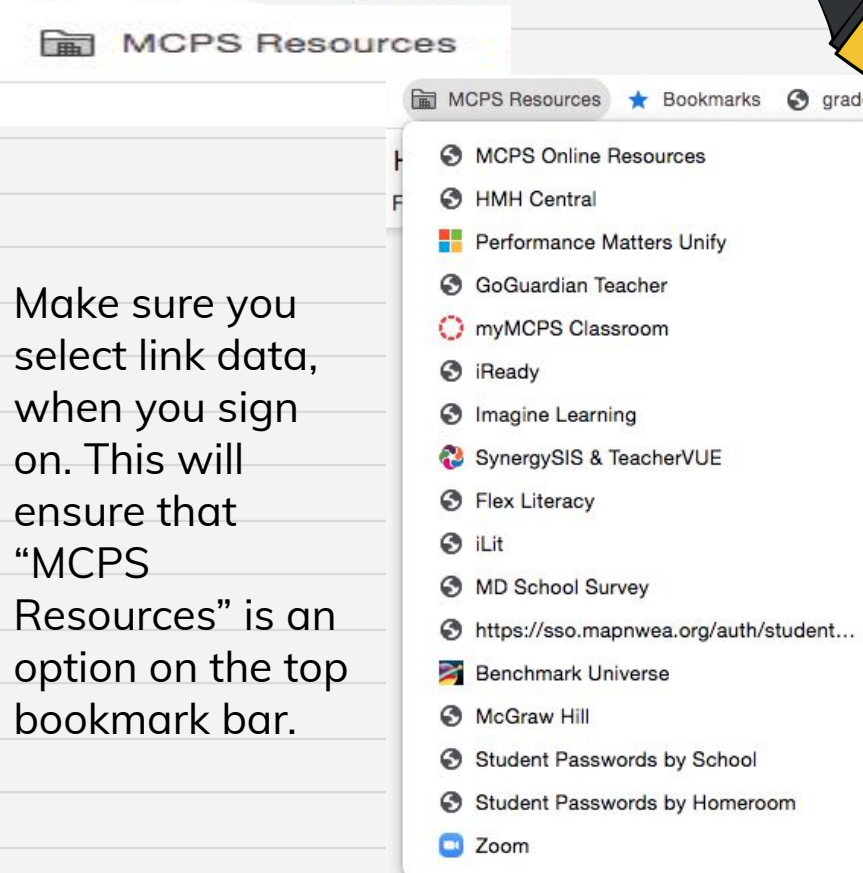 MCPS Resources
Make sure you
select link data,
when you sign
on. This will
ensure that
“MCPS
Resources” is an
option on the top
bookmark bar.
MCPS Resources Bookmarks
MCPS Online Resources
HMH Central
Performance Matters Unify
GoGuardian Teacher
myMCPS Classroom
iReady
Imagine Learning
SynergySIS & TeacherVUE
Flex Literacy
iLit
MD School Survey
https://sso.mapnwea.org/auth/student...
Benchmark Universe
McGraw Hill
Student Passwords by School
Student Passwords by Homeroom
Zoom